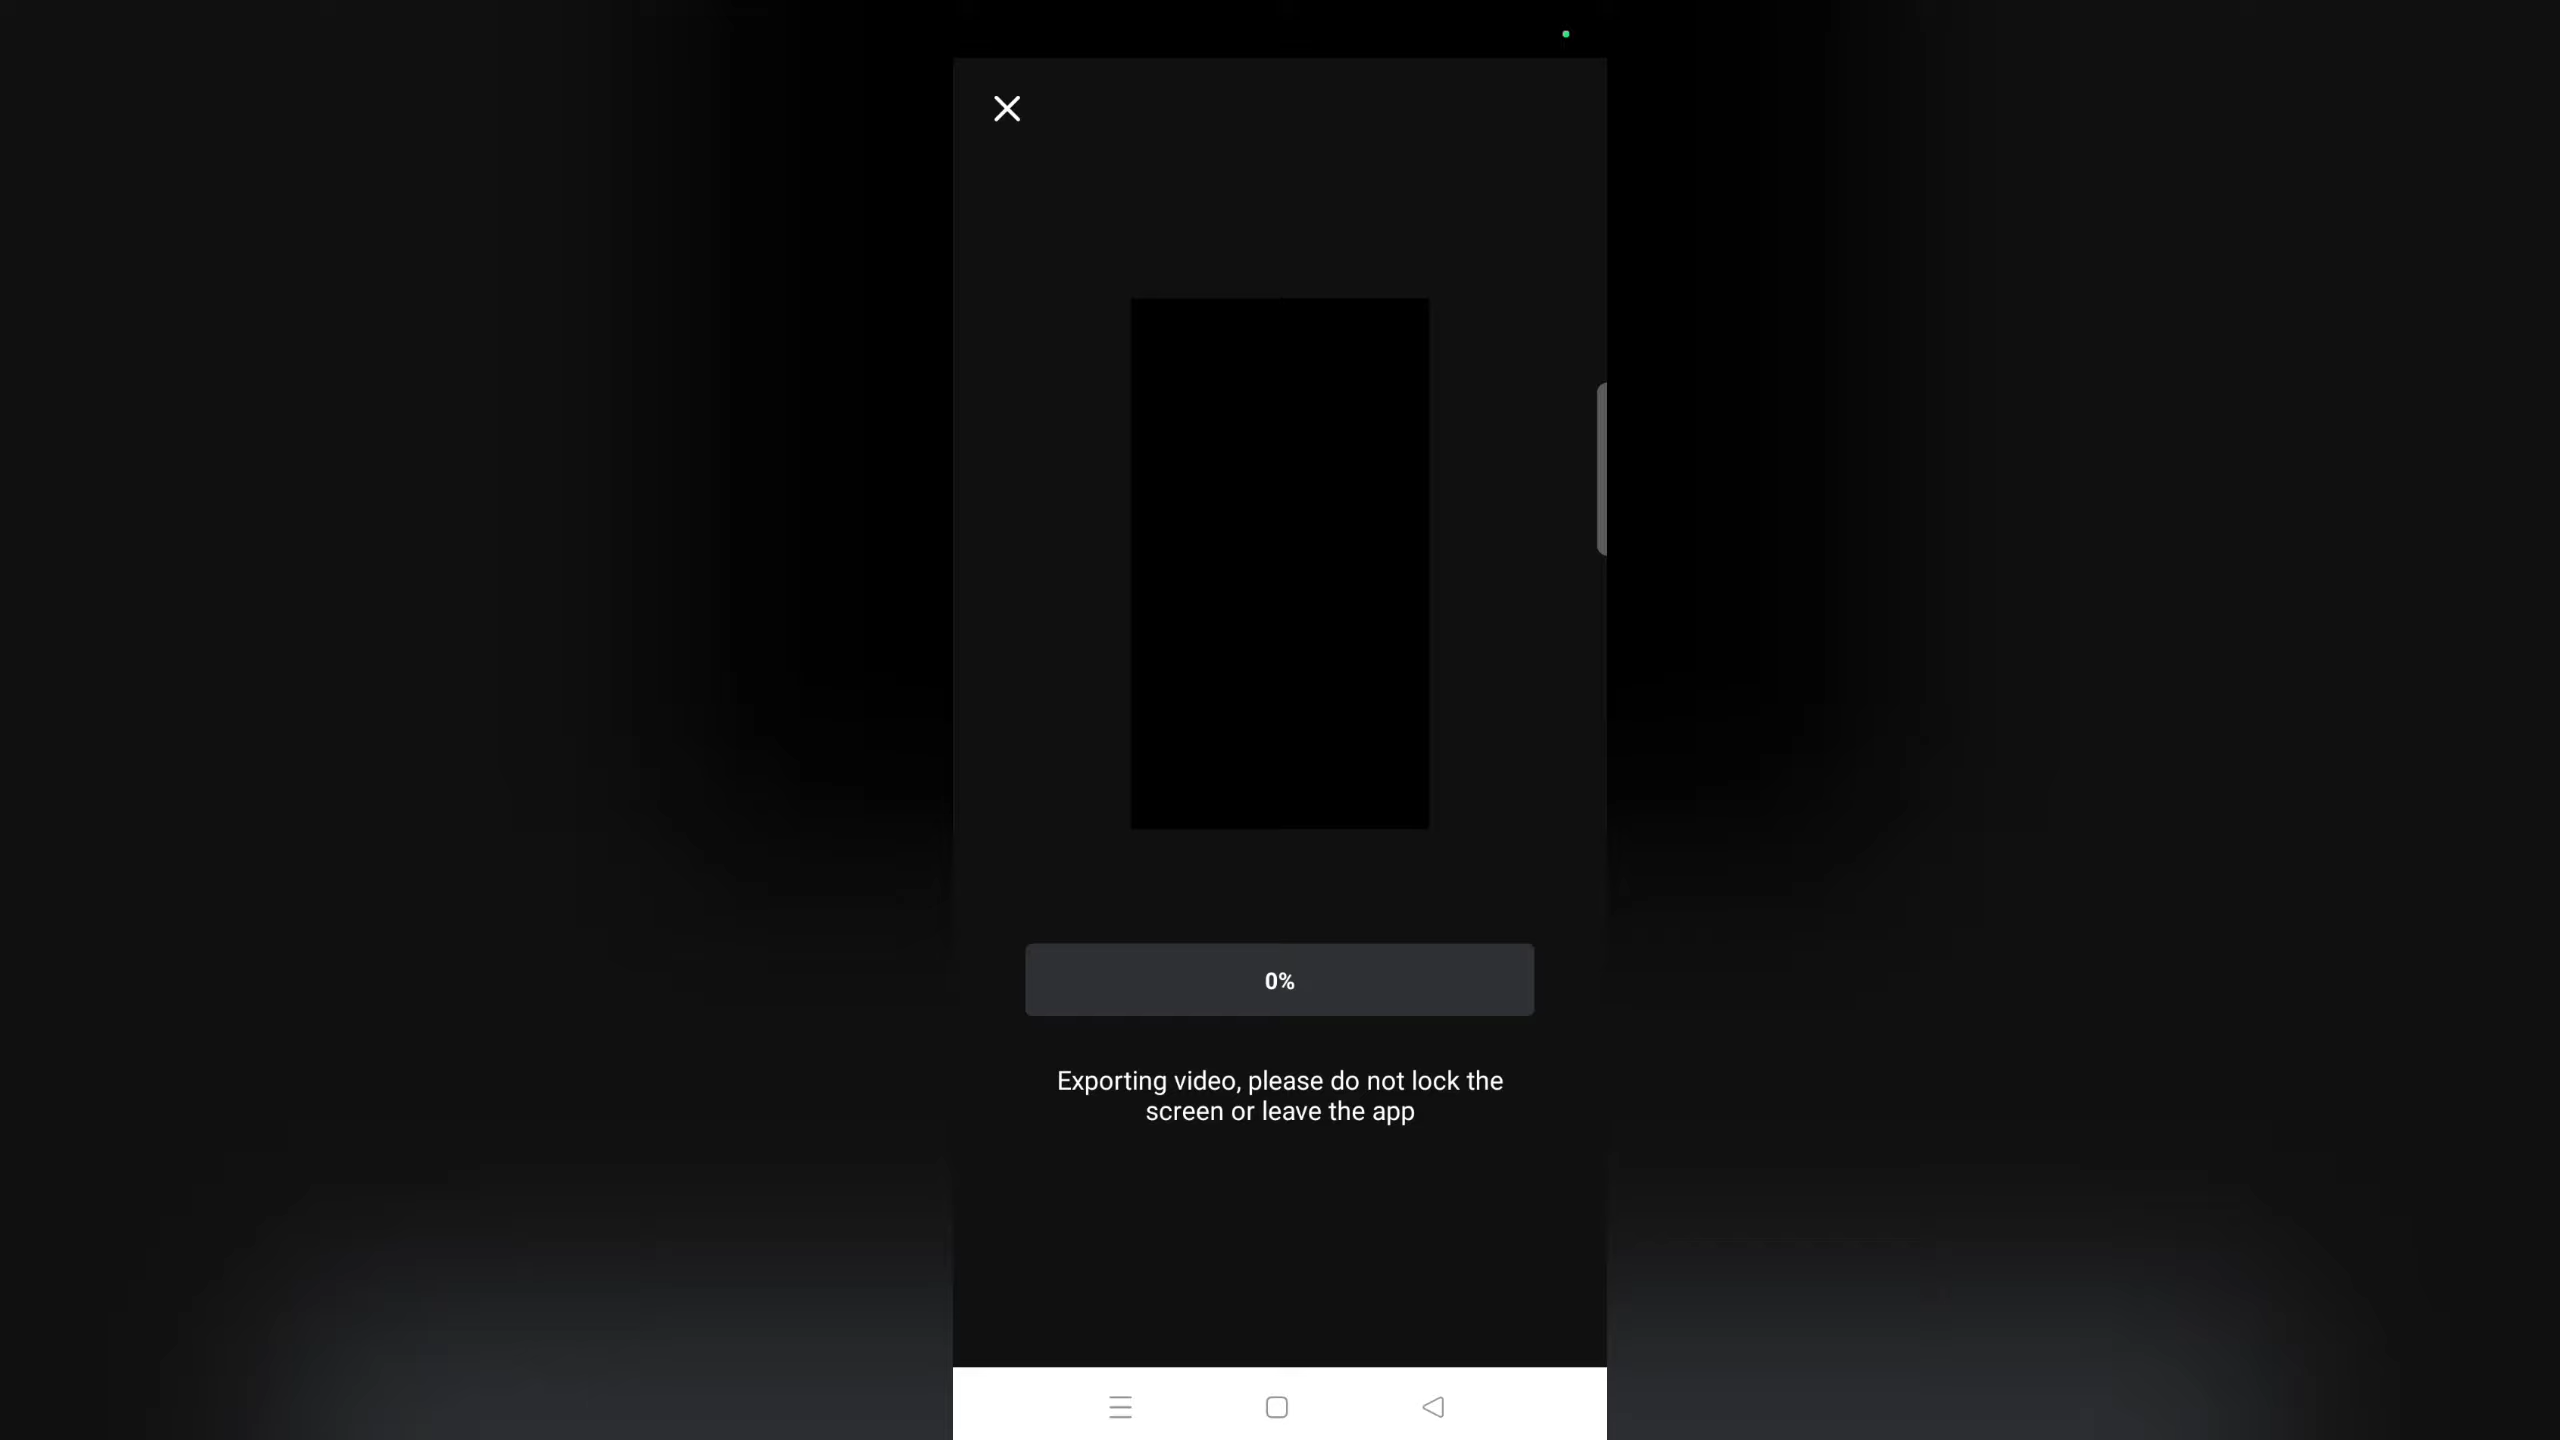 0%
Exporting video, please do not lock the
screen or leave the app